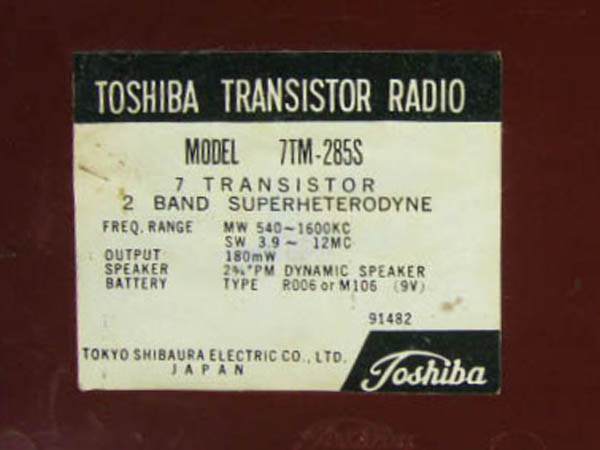 TOSHIBA TRANSISTOR RADIO
MODEL 7TM-285S
7 TRANSISTOR
2 BAND SUPERHETERODYNE
FREQ. RANGE MW 540~1600KC
SW 3.9~ 12MC
OUTPUT 180mW
SPEAKER 2¾"PM DYNAMIC SPEAKER
BATTERY TYPE R006 or M106 (9V)
91482
TOKYO SHIBAURA ELECTRIC CO., LTD.
JAPAN
Toshiba